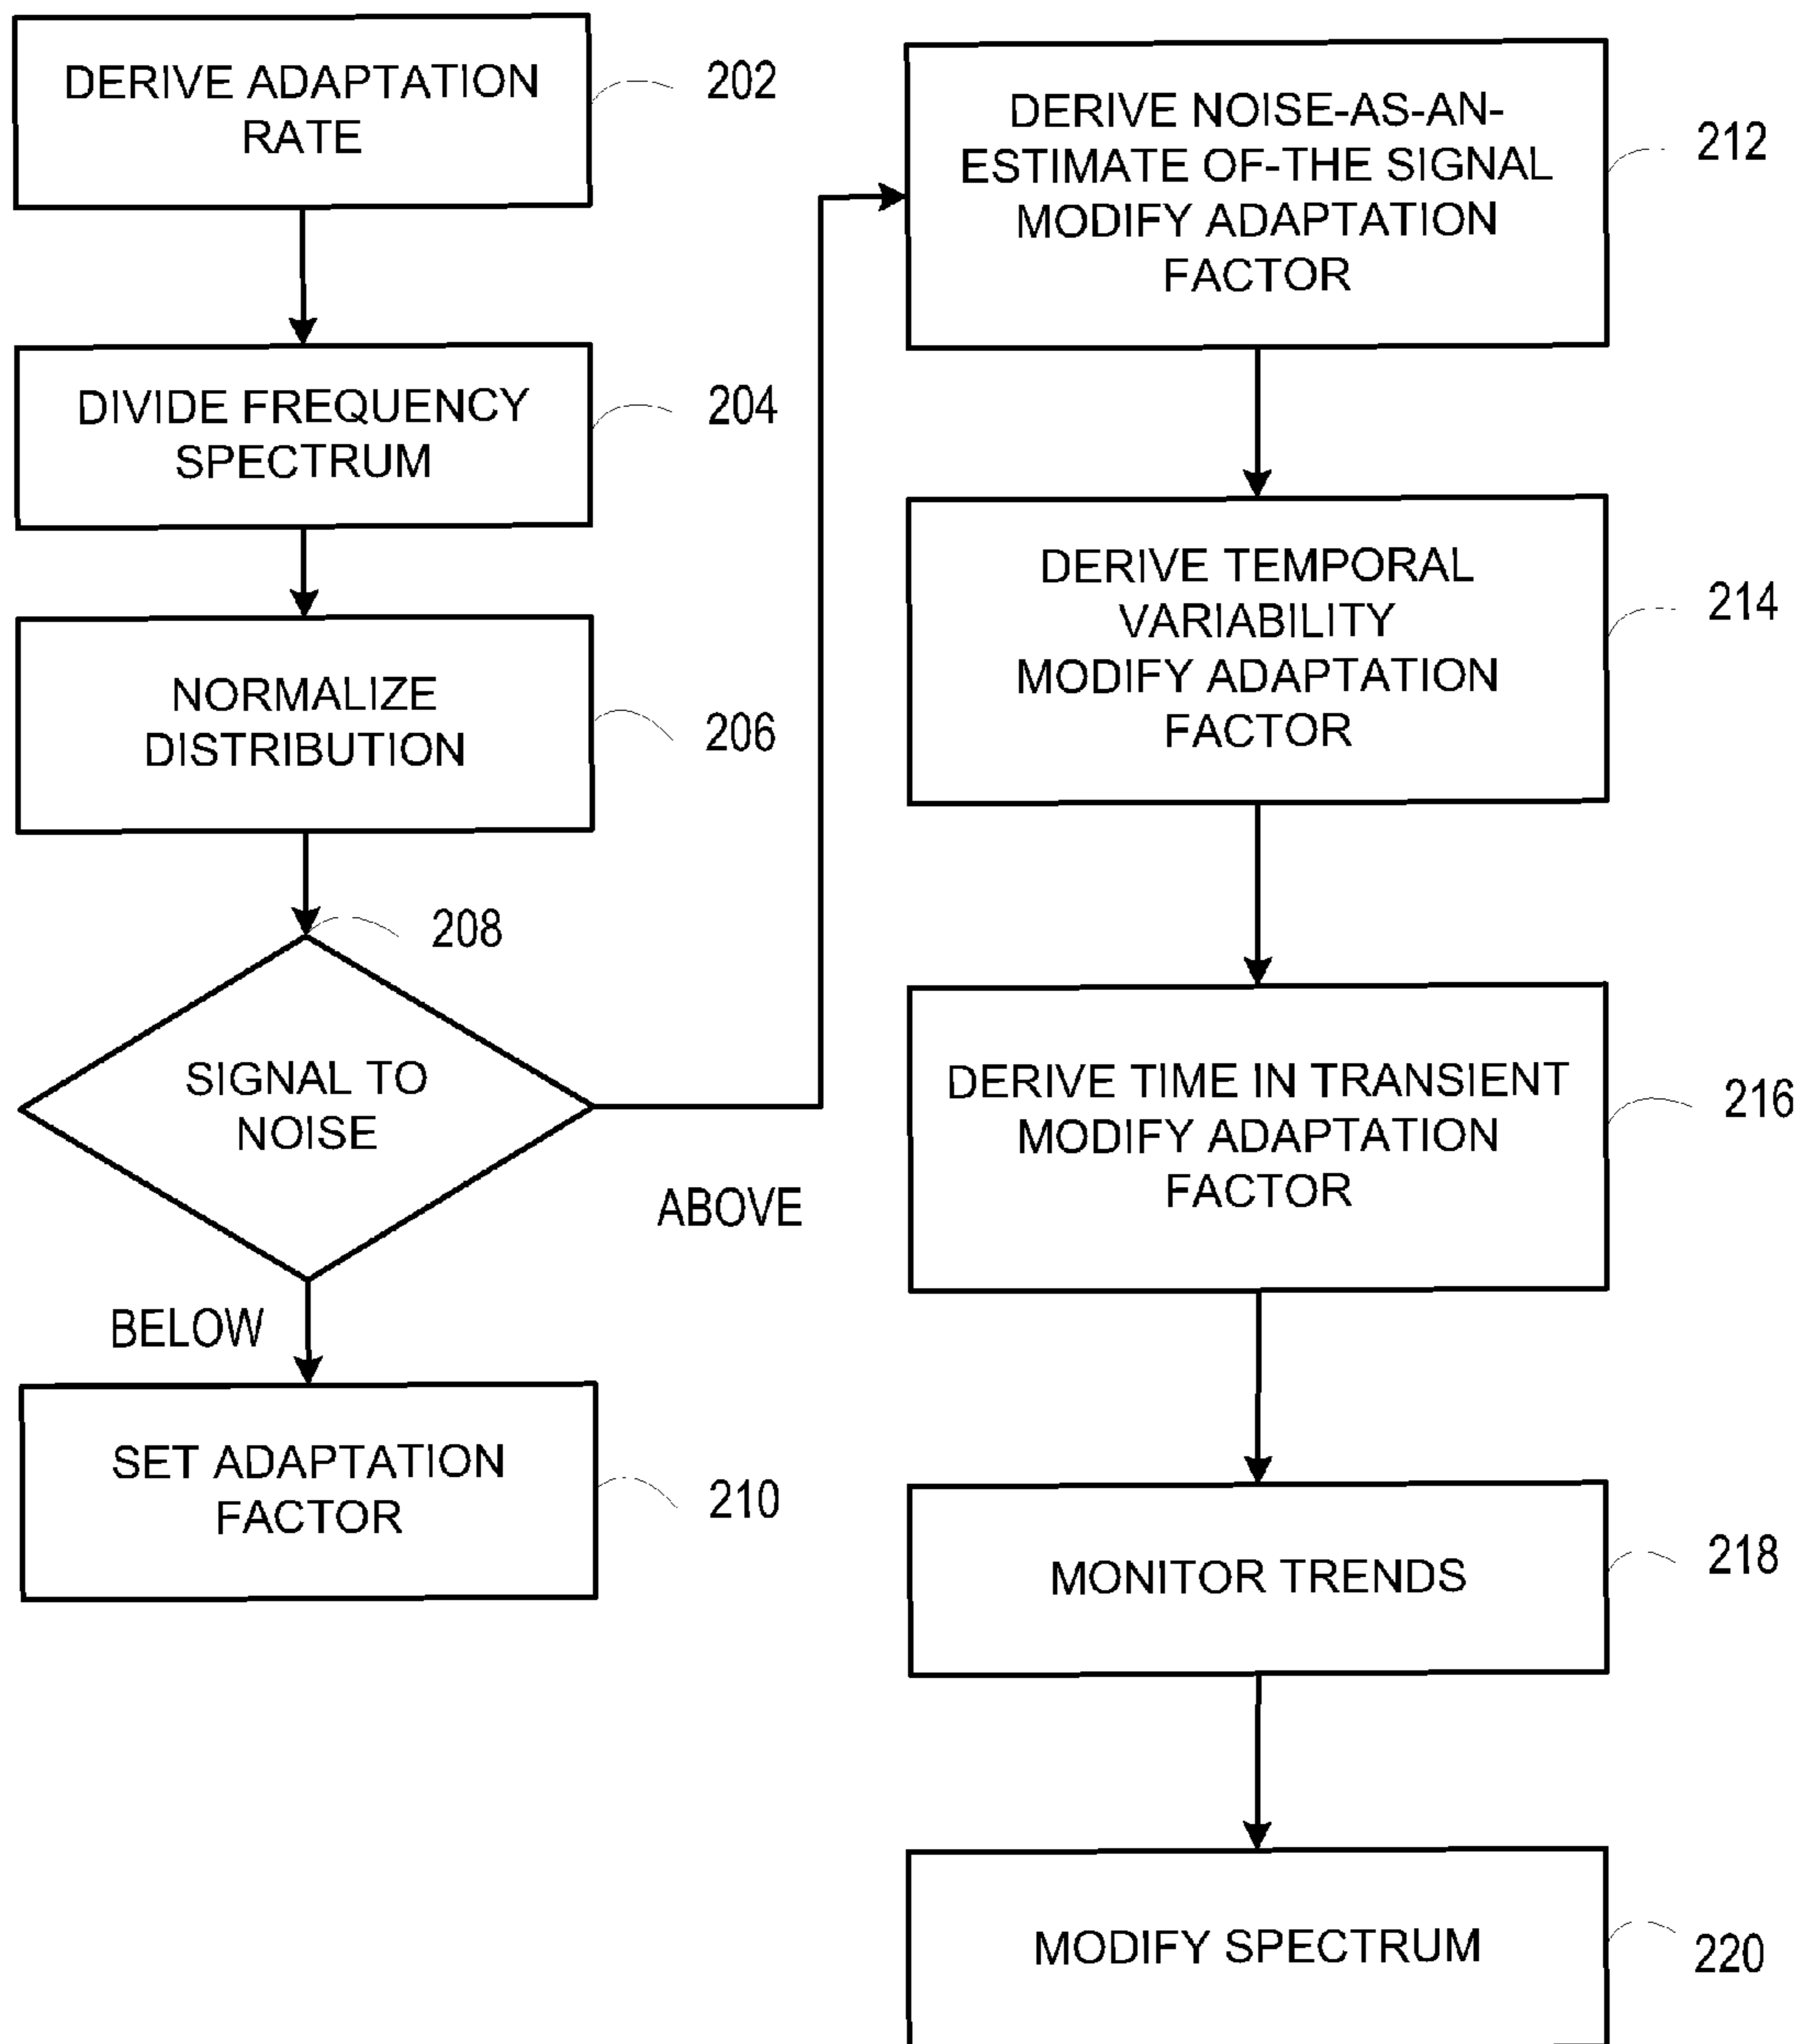 DERIVE ADAPTATION
RATE
202
DIVIDE FREQUENCY
SPECTRUM
204
NORMALIZE
DISTRIBUTION
206
208
SIGNAL TO
NOISE
ABOVE
BELOW
SET ADAPTATION
FACTOR
210
DERIVE NOISE-AS-AN-
ESTIMATE OF-THE SIGNAL
MODIFY ADAPTATION
FACTOR
212
DERIVE TEMPORAL
VARIABILITY
MODIFY ADAPTATION
FACTOR
214
DERIVE TIME IN TRANSIENT
MODIFY ADAPTATION
FACTOR
216
MONITOR TRENDS
218
MODIFY SPECTRUM
220